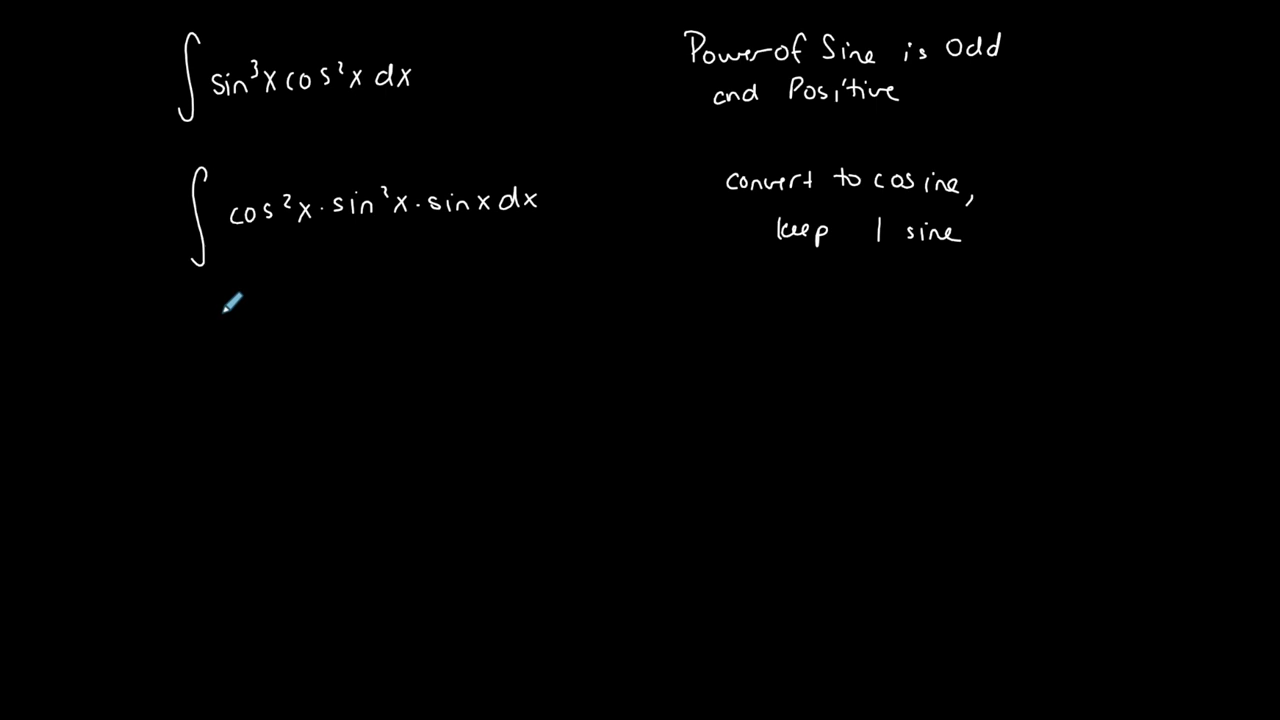 ∫ sin³x cos²x dx
Power of Sine is Odd
and Positive
∫ cos²x · sin²x · sin x dx
convert to cosine,
keep 1 sine